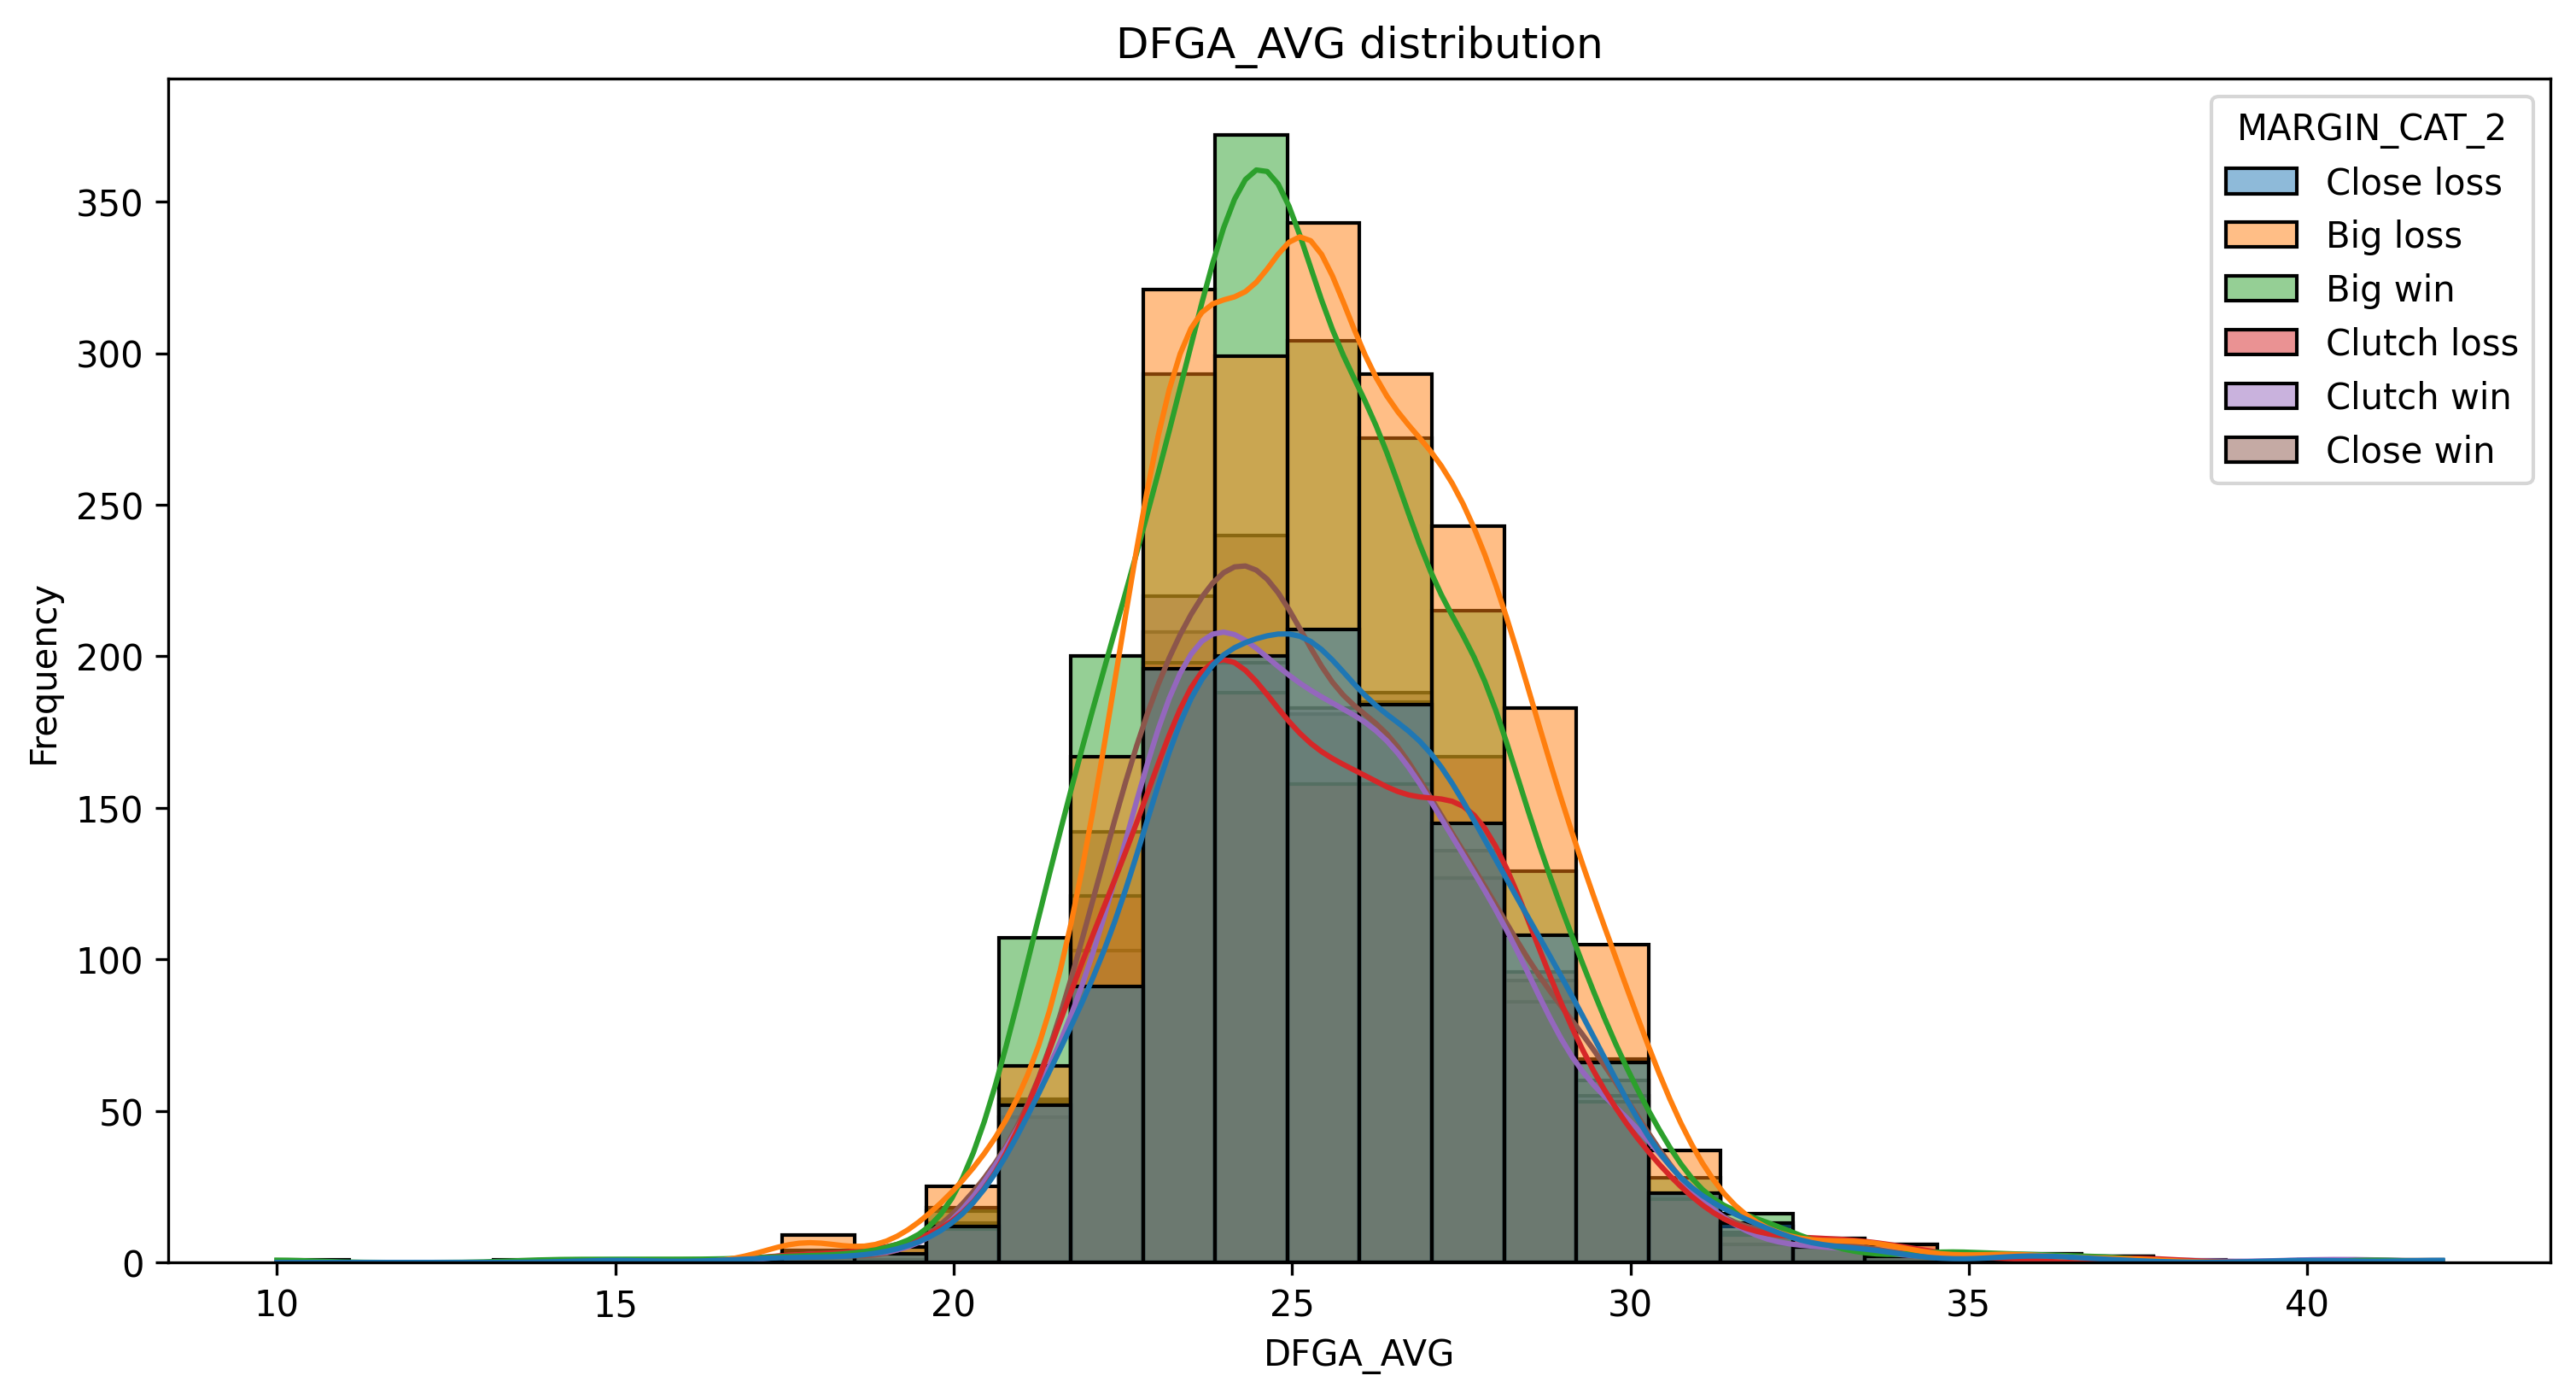 DFGA_AVG distribution
MARGIN_CAT_2
Close loss
Big loss
Big win
Clutch loss
Clutch win
Close win
Frequency
350
300
250
200
150
100
50
0
10 15 20 25 30 35 40
DFGA_AVG